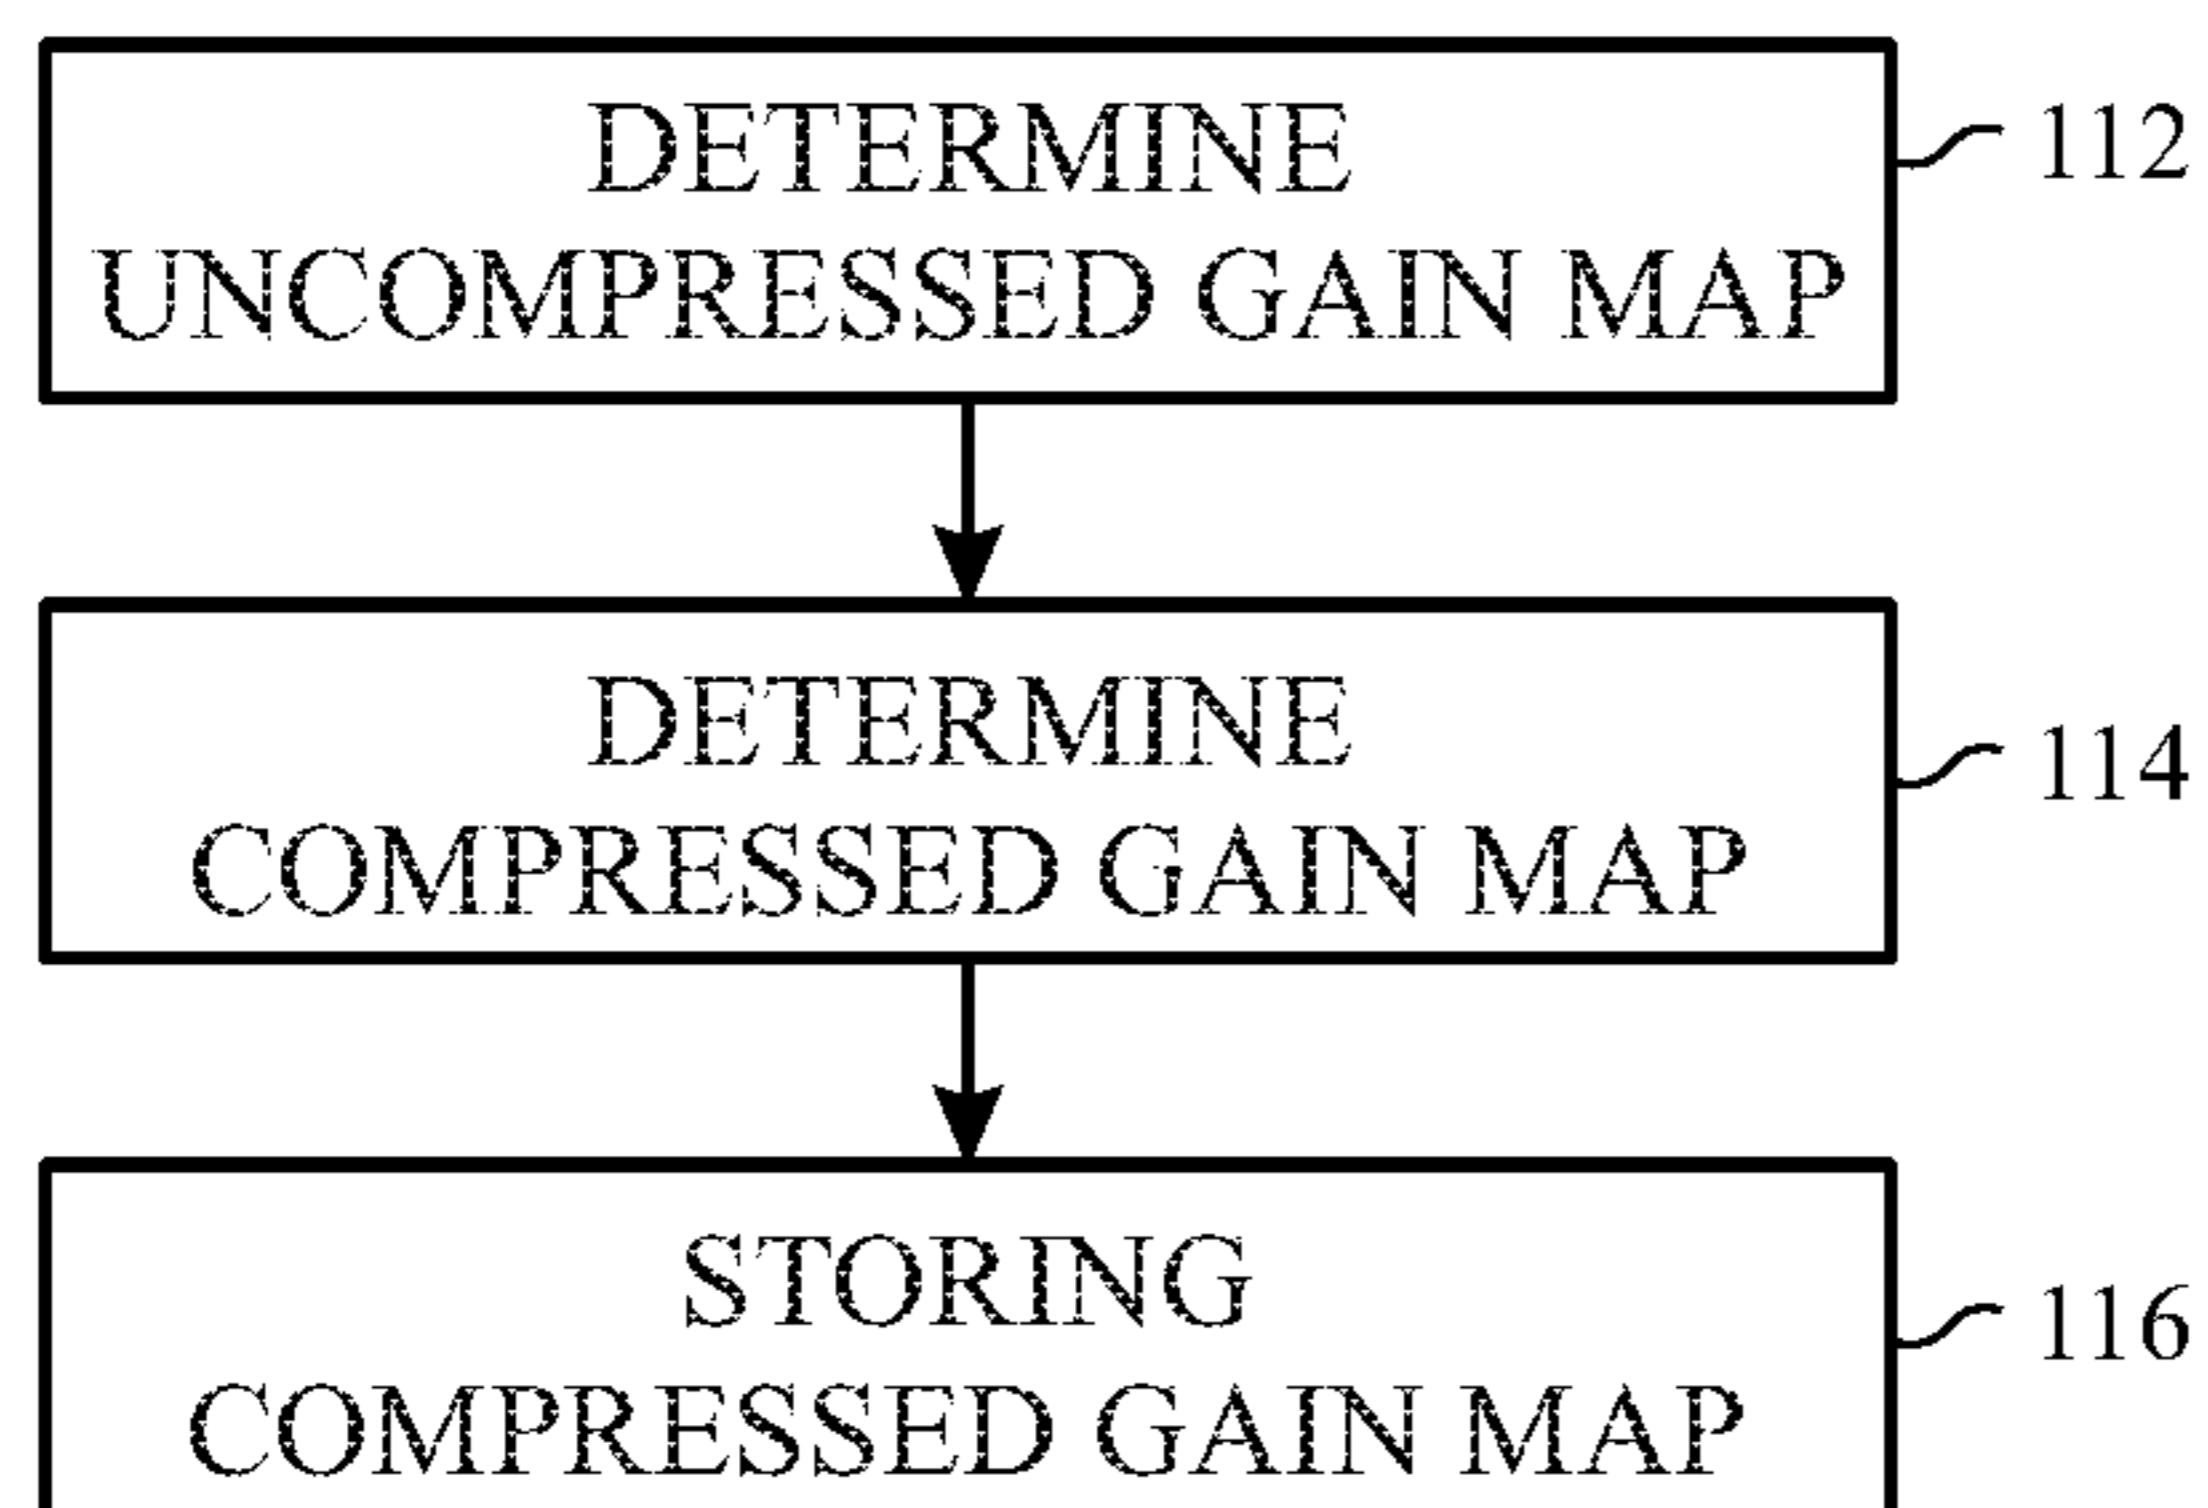 DETERMINE
UNCOMPRESSED GAIN MAP
112
DETERMINE
COMPRESSED GAIN MAP
114
STORING
COMPRESSED GAIN MAP
116